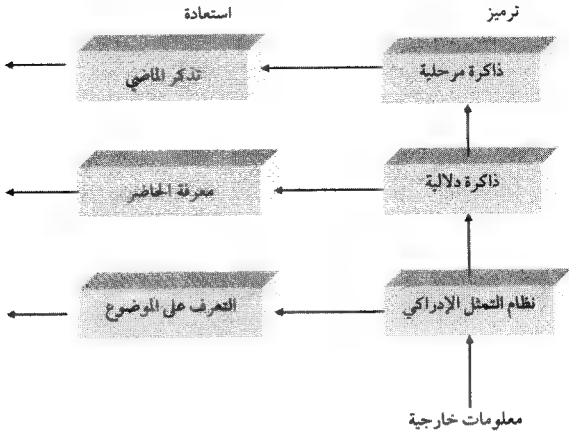 ترميز
استعادة
ذاكرة مرحلية
تذكر الماضي
ذاكرة دلالية
معرفة الحاضر
نظام التمثل الإدراكي
التعرف على الموضوع
معلومات خارجية